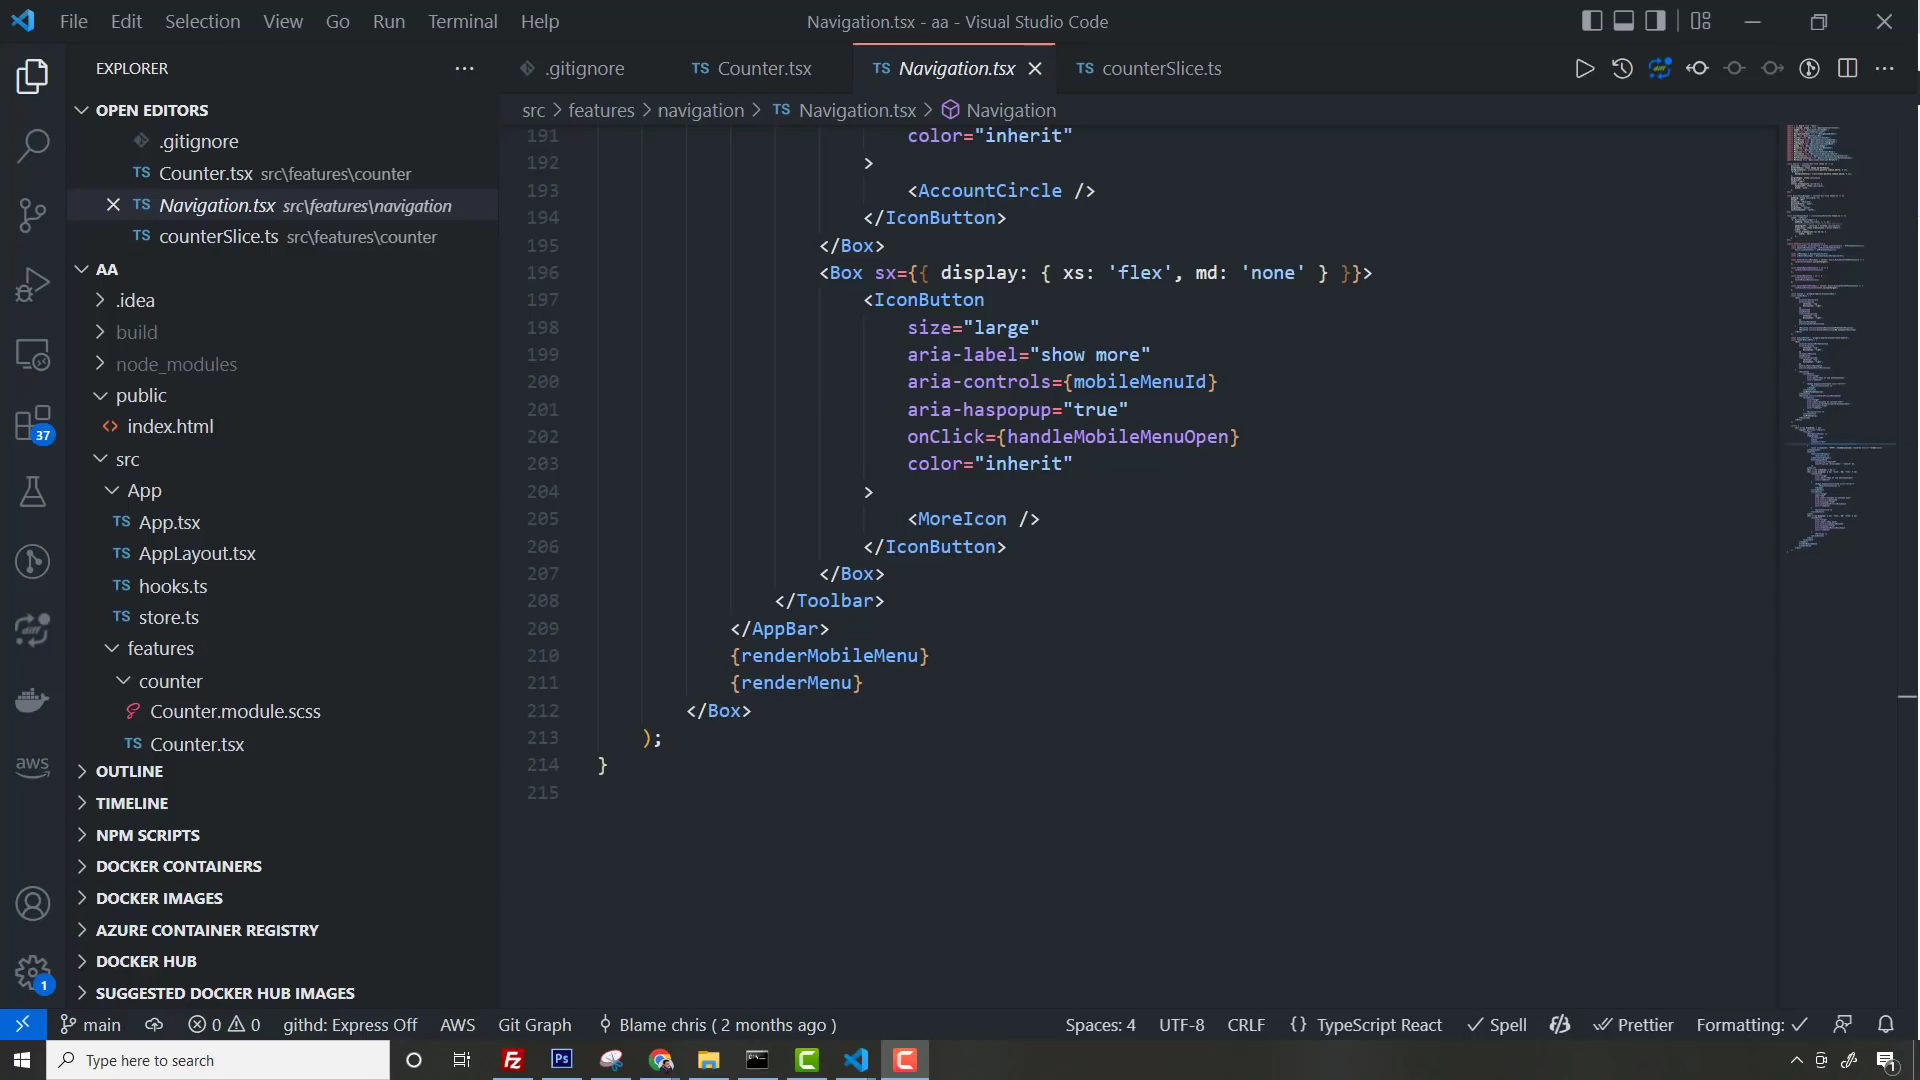 File Edit Selection View Go Run Terminal Help
Navigation.tsx - aa - Visual Studio Code
EXPLORER
OPEN EDITORS
.gitignore
TS Counter.tsx src\features\counter
TS Navigation.tsx src\features\navigation
TS counterSlice.ts src\features\counter
AA
.idea
build
node_modules
public
index.html
src
App
TS App.tsx
TS AppLayout.tsx
TS hooks.ts
TS store.ts
features
counter
Counter.module.scss
TS Counter.tsx
OUTLINE
TIMELINE
NPM SCRIPTS
DOCKER CONTAINERS
DOCKER IMAGES
AZURE CONTAINER REGISTRY
DOCKER HUB
SUGGESTED DOCKER HUB IMAGES
37
diff
aws
1
.gitignore TS Counter.tsx TS Navigation.tsx TS counterSlice.ts
diff
src > features > navigation > TS Navigation.tsx > Navigation
191 color="inherit"
192 >
193 <AccountCircle />
194 </IconButton>
195 </Box>
196 <Box sx={{ display: { xs: 'flex', md: 'none' } }}>
197 <IconButton
198 size="large"
199 aria-label="show more"
200 aria-controls={mobileMenuId}
201 aria-haspopup="true"
202 onClick={handleMobileMenuOpen}
203 color="inherit"
204 >
205 <MoreIcon />
206 </IconButton>
207 </Box>
208 </Toolbar>
209 </AppBar>
210 {renderMobileMenu}
211 {renderMenu}
212 </Box>
213 );
214 }
215
main 0 0 githd: Express Off AWS Git Graph Blame chris ( 2 months ago )
Spaces: 4 UTF-8 CRLF {} TypeScript React Spell Prettier Formatting:
Type here to search
Fz Ps C C
1